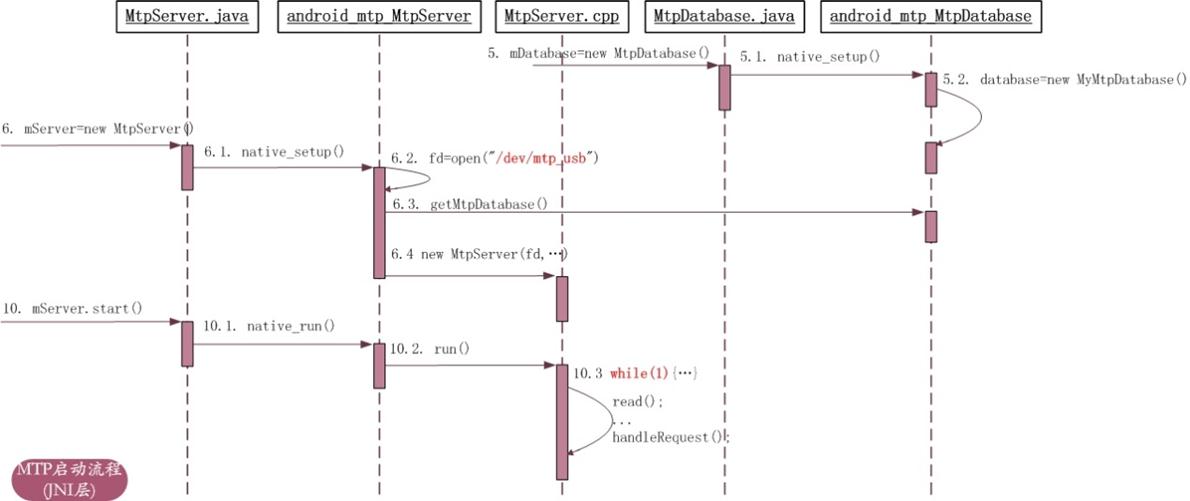 MtpServer.java
android_mtp_MtpServer
MtpServer.cpp
MtpDatabase.java
android_mtp_MtpDatabase
5. mDatabase=new MtpDatabase()
5.1. native_setup()
5.2. database=new MyMtpDatabase()
6. mServer=new MtpServer()
6.1. native_setup()
6.2. fd=open("/dev/mtp_usb")
6.3. getMtpDatabase()
6.4 new MtpServer(fd,…)
10. mServer.start()
10.1. native_run()
10.2. run()
10.3 while(1){…}
read();
...
handleRequest();
MTP启动流程
(JNI层)